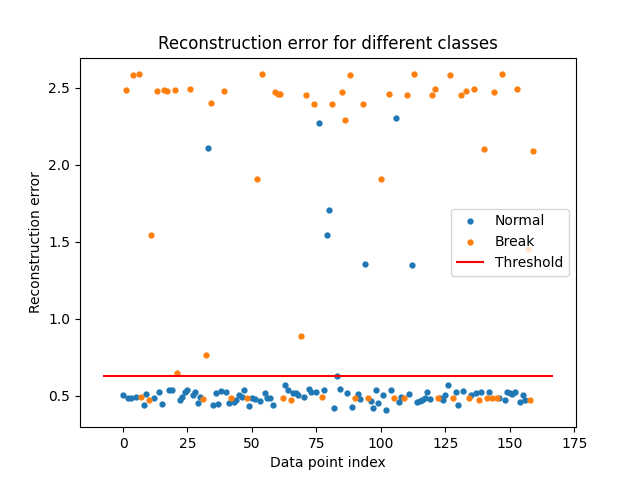 Reconstruction error for different classes
Reconstruction error
2.5
2.0
1.5
1.0
0.5
Normal
Break
Threshold
0 25 50 75 100 125 150 175
Data point index